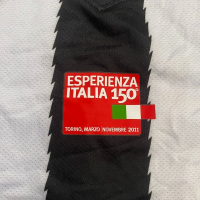 ESPERIENZA
ITALIA 150°
TORINO, MARZO NOVEMBRE 2011